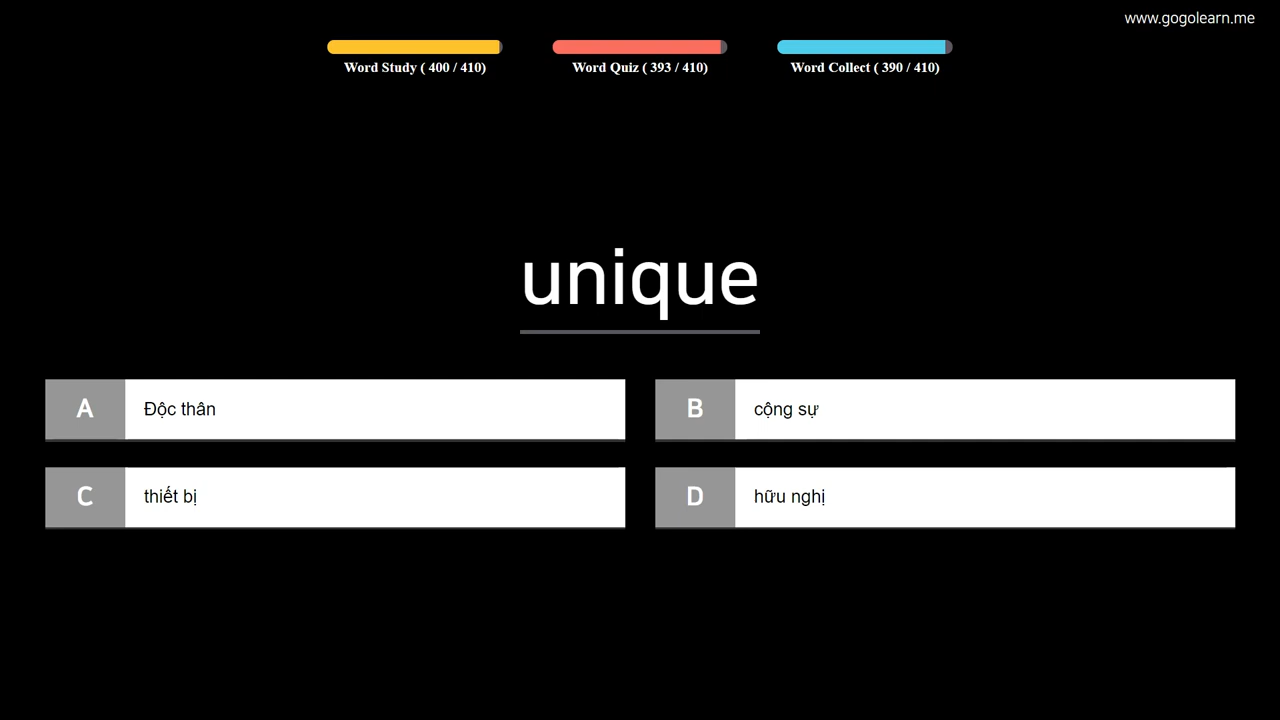 www.gogolearn.me
Word Study ( 400 / 410)
Word Quiz ( 393 / 410)
Word Collect ( 390 / 410)
unique
A Độc thân
B cộng sự
C thiết bị
D hữu nghị